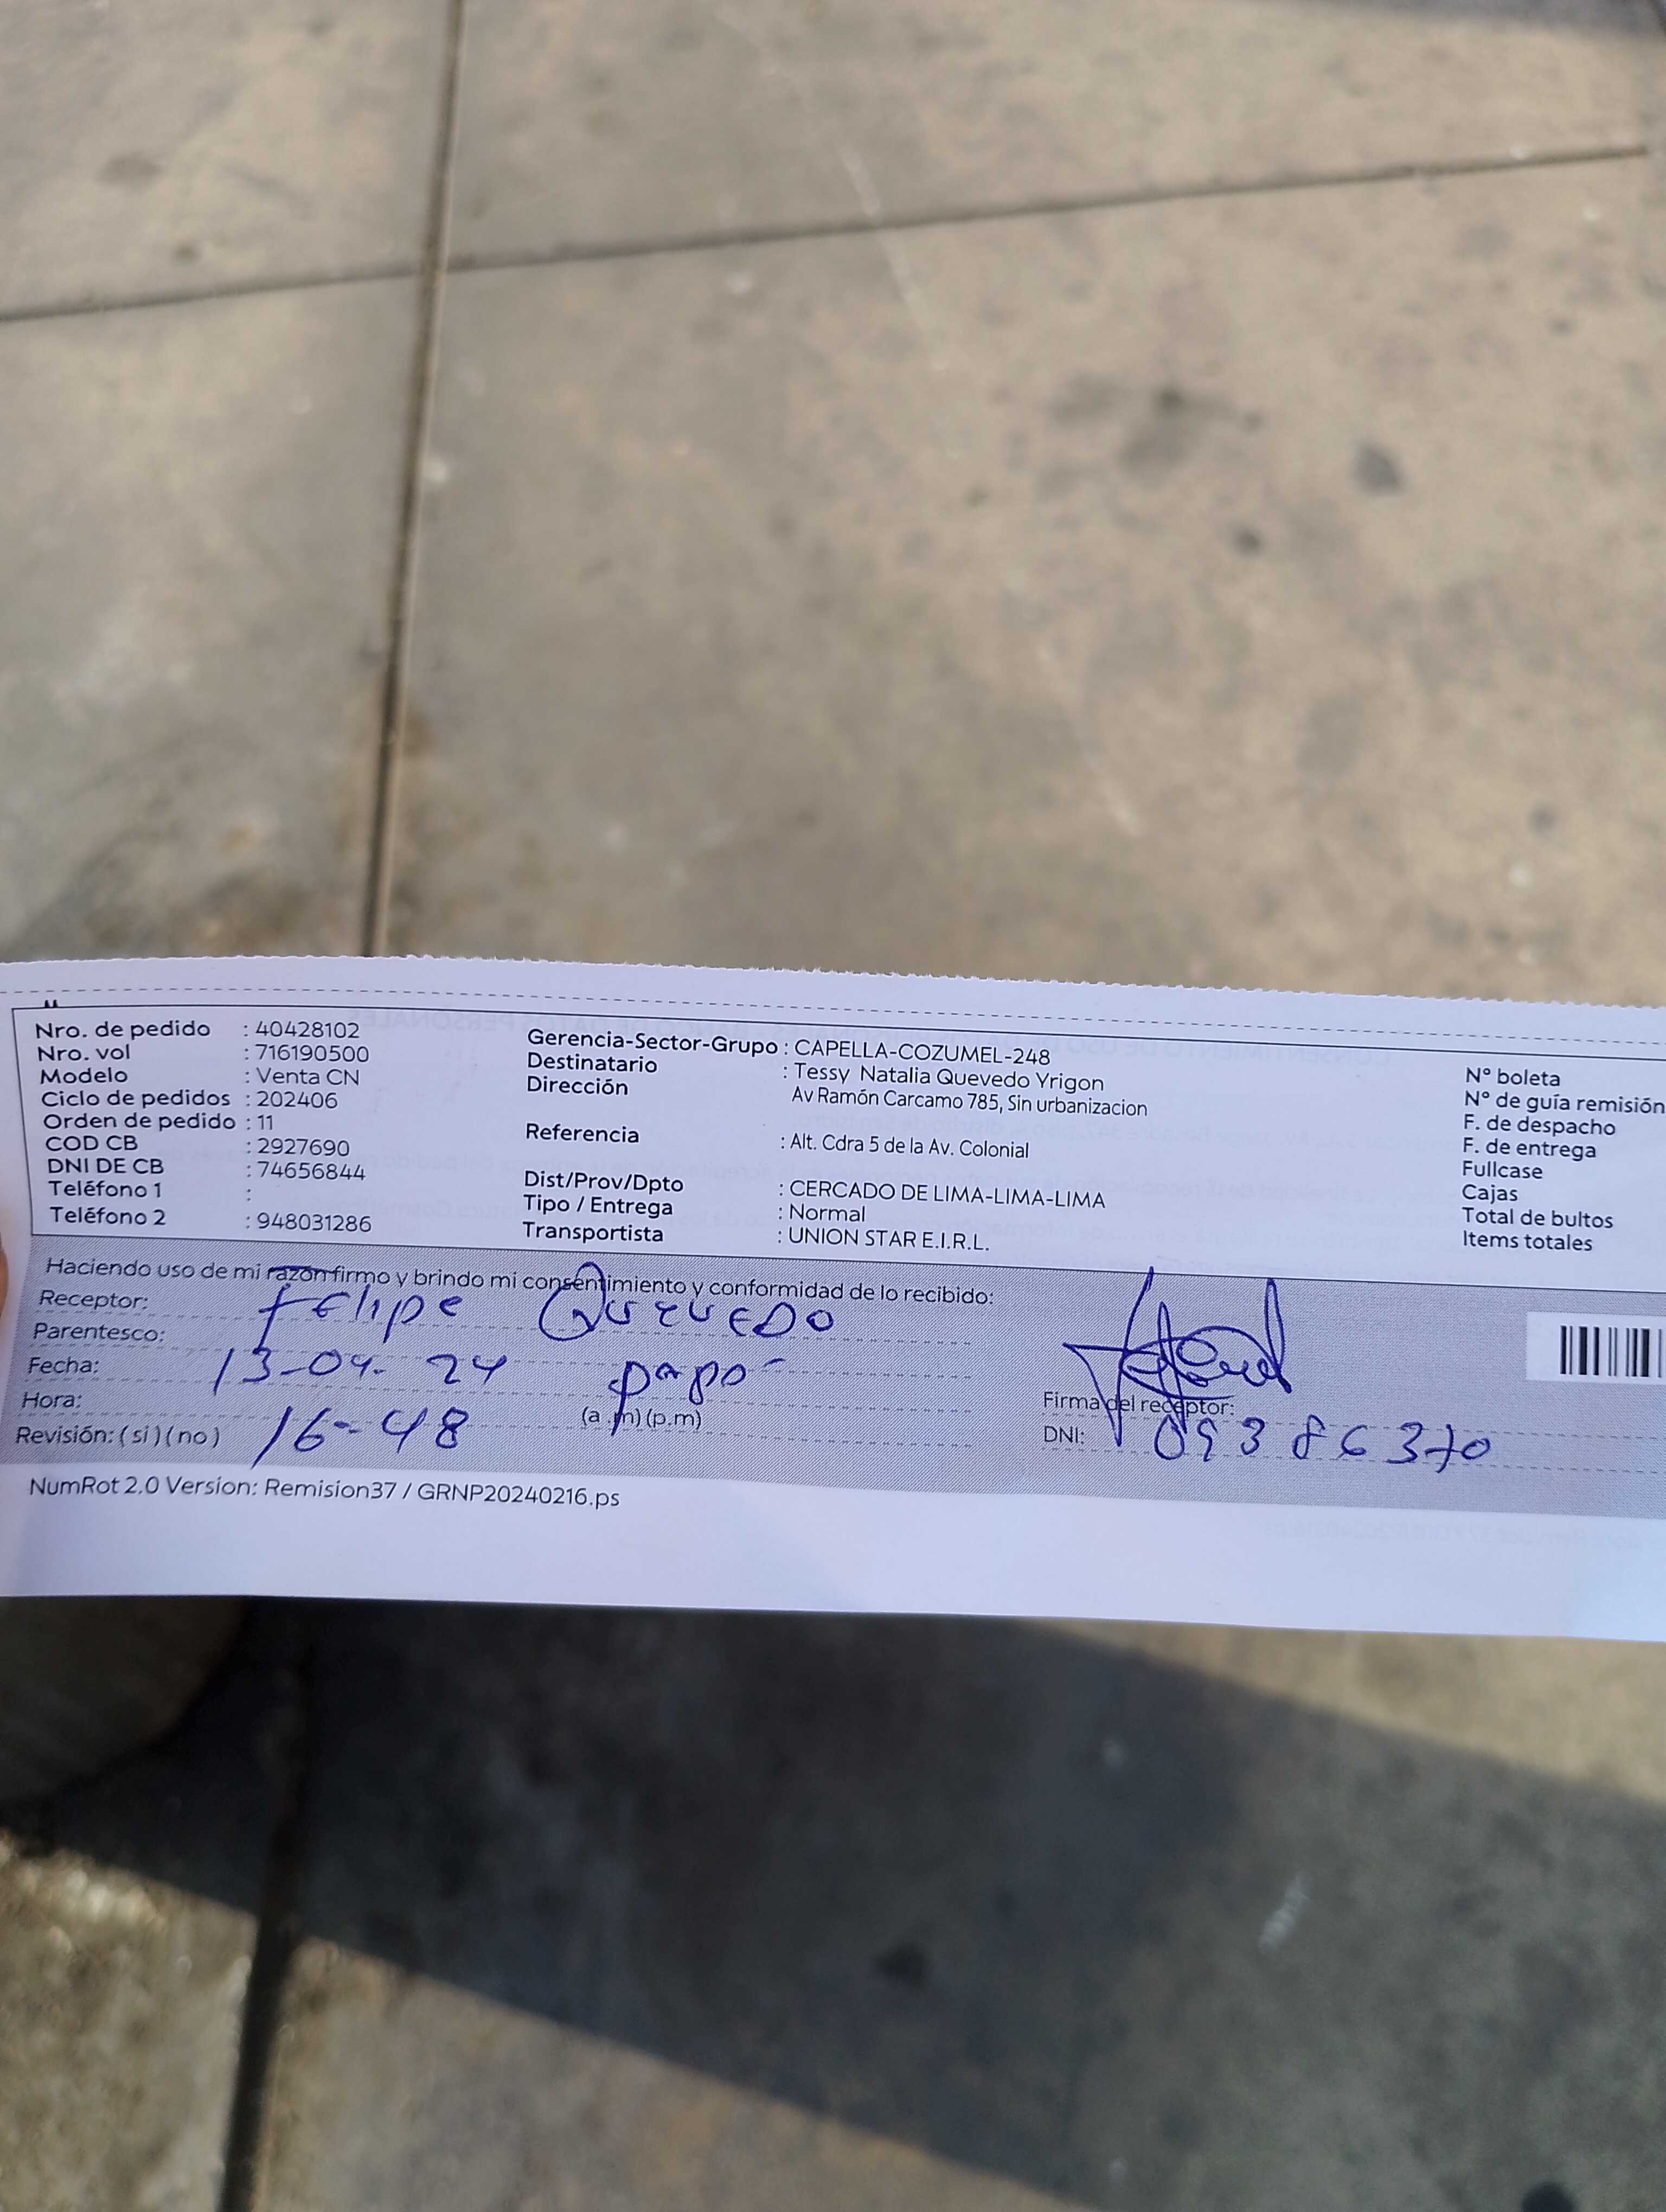 Nro. de pedido : 40428102
Nro. vol : 716190500
Modelo : Venta CN
Ciclo de pedidos : 202406
Orden de pedido : 11
COD CB : 2927690
DNI DE CB : 74656844
Teléfono 1 :
Teléfono 2 : 948031286
Gerencia-Sector-Grupo : CAPELLA-COZUMEL-248
Destinatario : Tessy Natalia Quevedo Yrigon
Dirección Av Ramón Carcamo 785, Sin urbanizacion
Referencia : Alt. Cdra 5 de la Av. Colonial
Dist/Prov/Dpto : CERCADO DE LIMA-LIMA-LIMA
Tipo / Entrega : Normal
Transportista : UNION STAR E.I.R.L.
N° boleta
N° de guía remisión
F. de despacho
F. de entrega
Fullcase
Cajas
Total de bultos
Items totales
Haciendo uso de mi razón firmo y brindo mi consentimiento y conformidad de lo recibido:
Receptor: Felipe Quevedo
Parentesco:
Fecha: 13-04-24 papo
Hora: 16-48 (a.m)(p.m)
Revisión: (si)(no)
Firma del receptor:
DNI: 09386370
NumRot 2.0 Version: Remision37 / GRNP20240216.ps